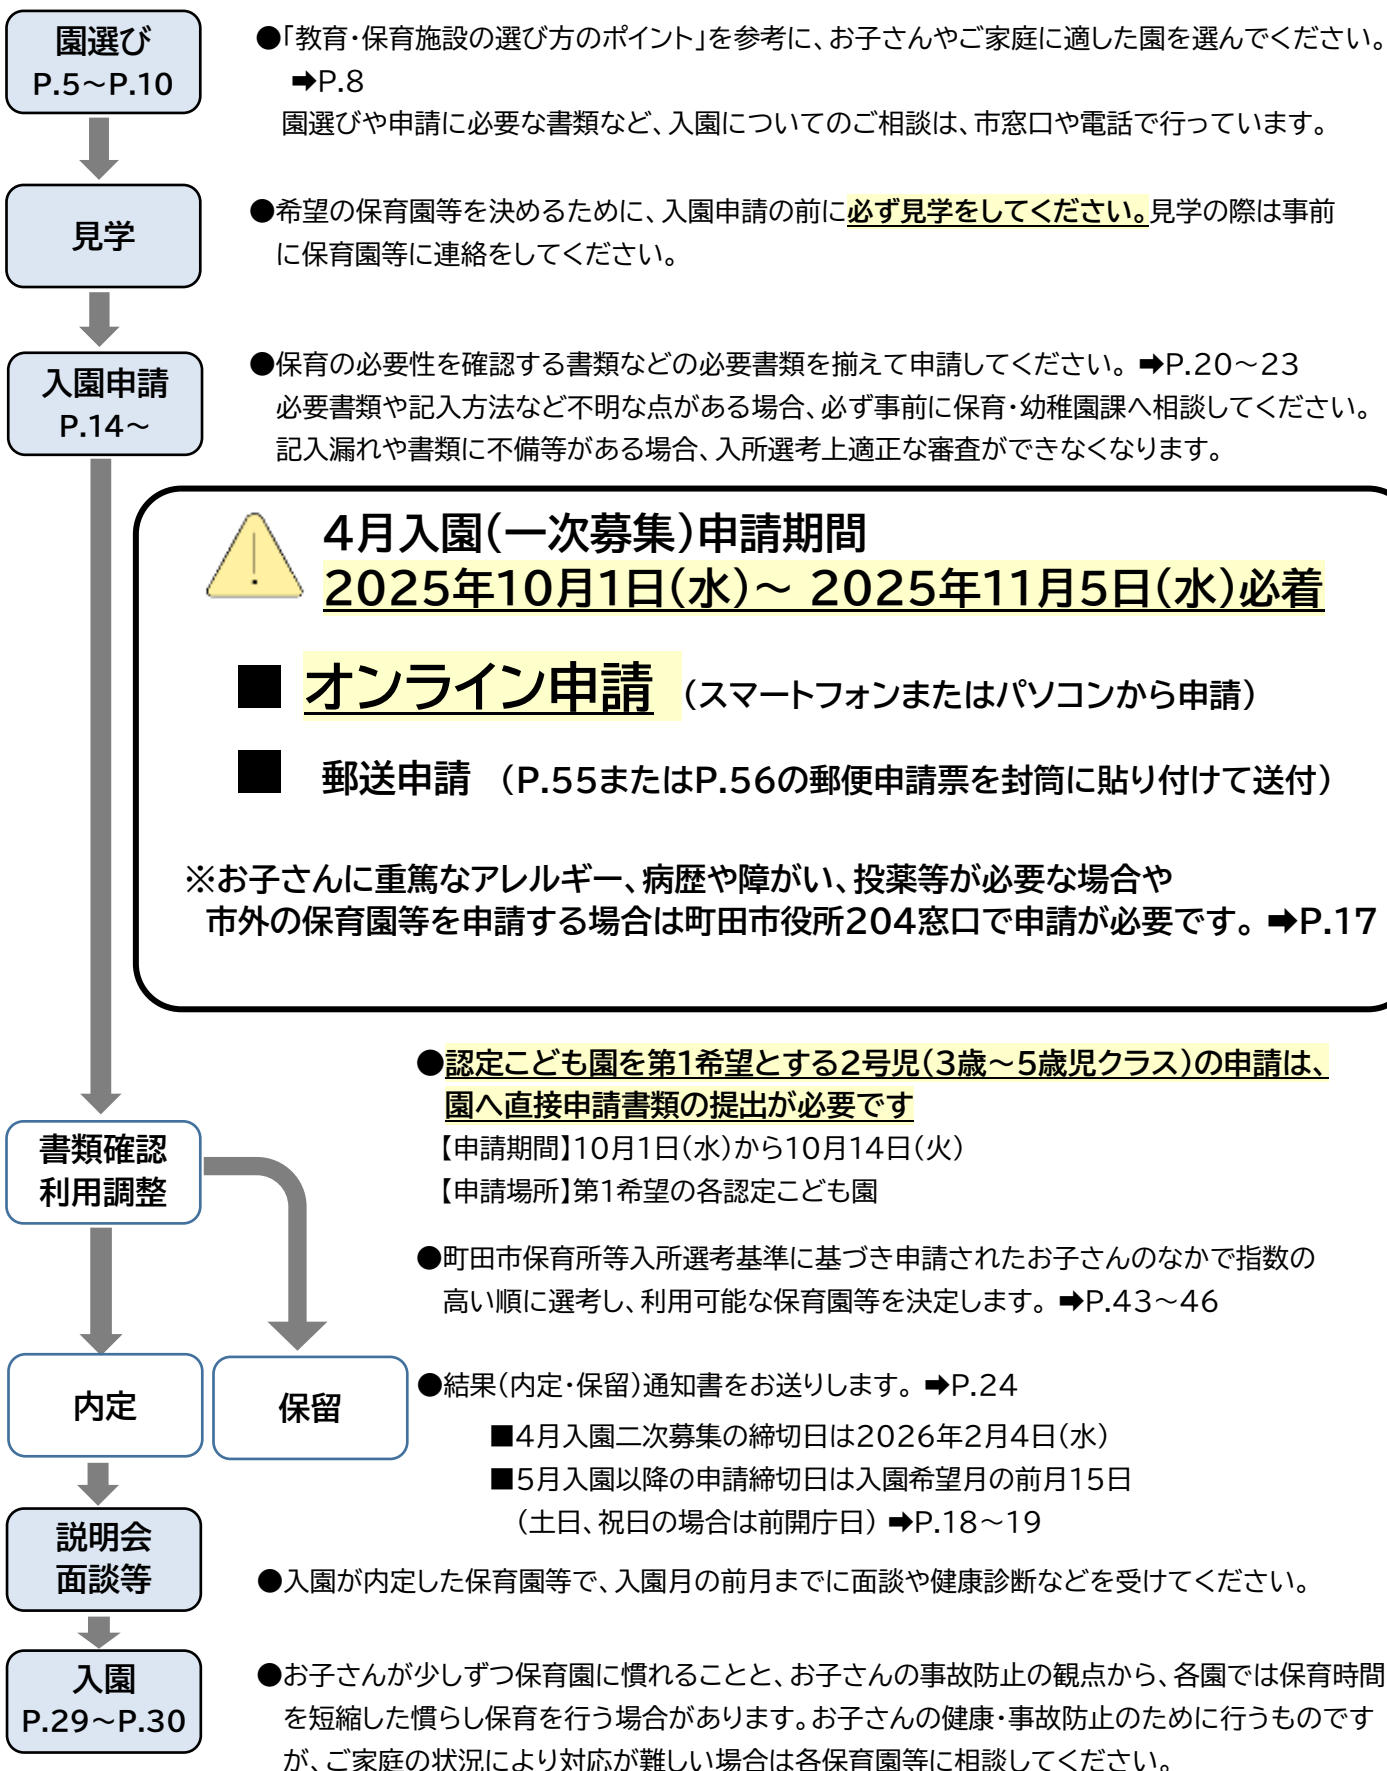 園選び
P.5～P.10
●「教育・保育施設の選び方のポイント」を参考に、お子さんやご家庭に適した園を選んでください。
➡P.8
園選びや申請に必要な書類など、入園についてのご相談は、市窓口や電話で行っています。
見学
●希望の保育園等を決めるために、入園申請の前に必ず見学をしてください。見学の際は事前
に保育園等に連絡をしてください。
入園申請
P.14～
●保育の必要性を確認する書類などの必要書類を揃えて申請してください。➡P.20～23
必要書類や記入方法など不明な点がある場合、必ず事前に保育・幼稚園課へ相談してください。
記入漏れや書類に不備等がある場合、入所選考上適正な審査ができなくなります。
4月入園（一次募集）申請期間
2025年10月1日（水）～ 2025年11月5日（水）必着
■ オンライン申請 （スマートフォンまたはパソコンから申請）
■ 郵送申請 （P.55またはP.56の郵便申請票を封筒に貼り付けて送付）
※お子さんに重篤なアレルギー、病歴や障がい、投薬等が必要な場合や
市外の保育園等を申請する場合は町田市役所204窓口で申請が必要です。➡P.17
●認定こども園を第1希望とする2号児（3歳～5歳児クラス）の申請は、
園へ直接申請書類の提出が必要です
【申請期間】10月1日（水）から10月14日（火）
【申請場所】第1希望の各認定こども園
書類確認
利用調整
●町田市保育所等入所選考基準に基づき申請されたお子さんのなかで指数の
高い順に選考し、利用可能な保育園等を決定します。➡P.43～46
内定
保留
●結果（内定・保留）通知書をお送りします。➡P.24
■4月入園二次募集の締切日は2026年2月4日（水）
■5月入園以降の申請締切日は入園希望月の前月15日
（土日、祝日の場合は前開庁日）➡P.18～19
説明会
面談等
●入園が内定した保育園等で、入園月の前月までに面談や健康診断などを受けてください。
入園
P.29～P.30
●お子さんが少しずつ保育園に慣れることと、お子さんの事故防止の観点から、各園では保育時間
を短縮した慣らし保育を行う場合があります。お子さんの健康・事故防止のために行うものです
が、ご家庭の状況により対応が難しい場合は各保育園等に相談してください。